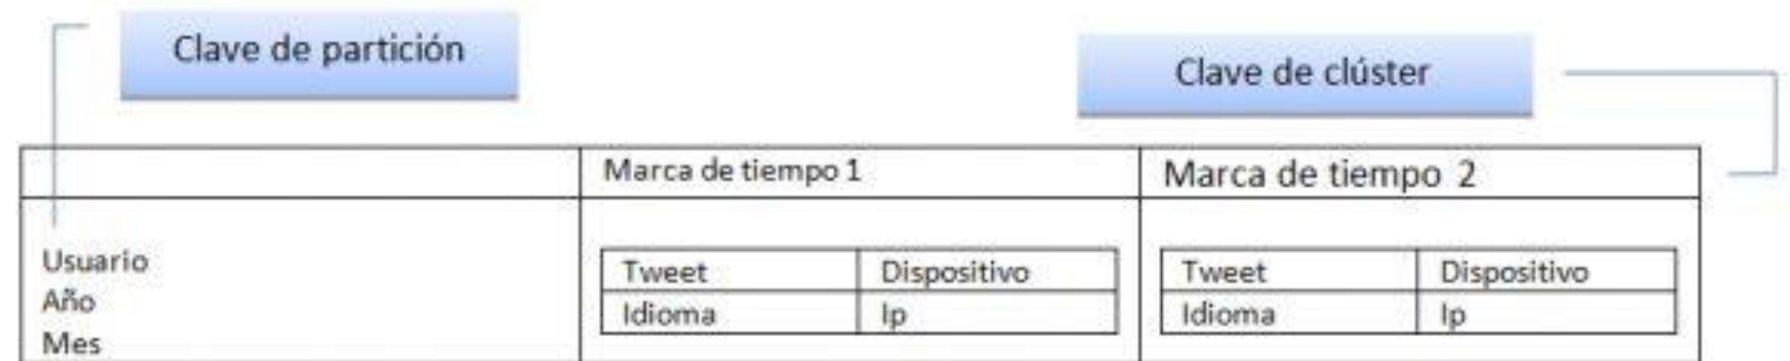 Clave de partición
Clave de clúster
Marca de tiempo 1
Marca de tiempo 2
Usuario
Año
Mes
Tweet Dispositivo
Idioma Ip
Tweet Dispositivo
Idioma Ip